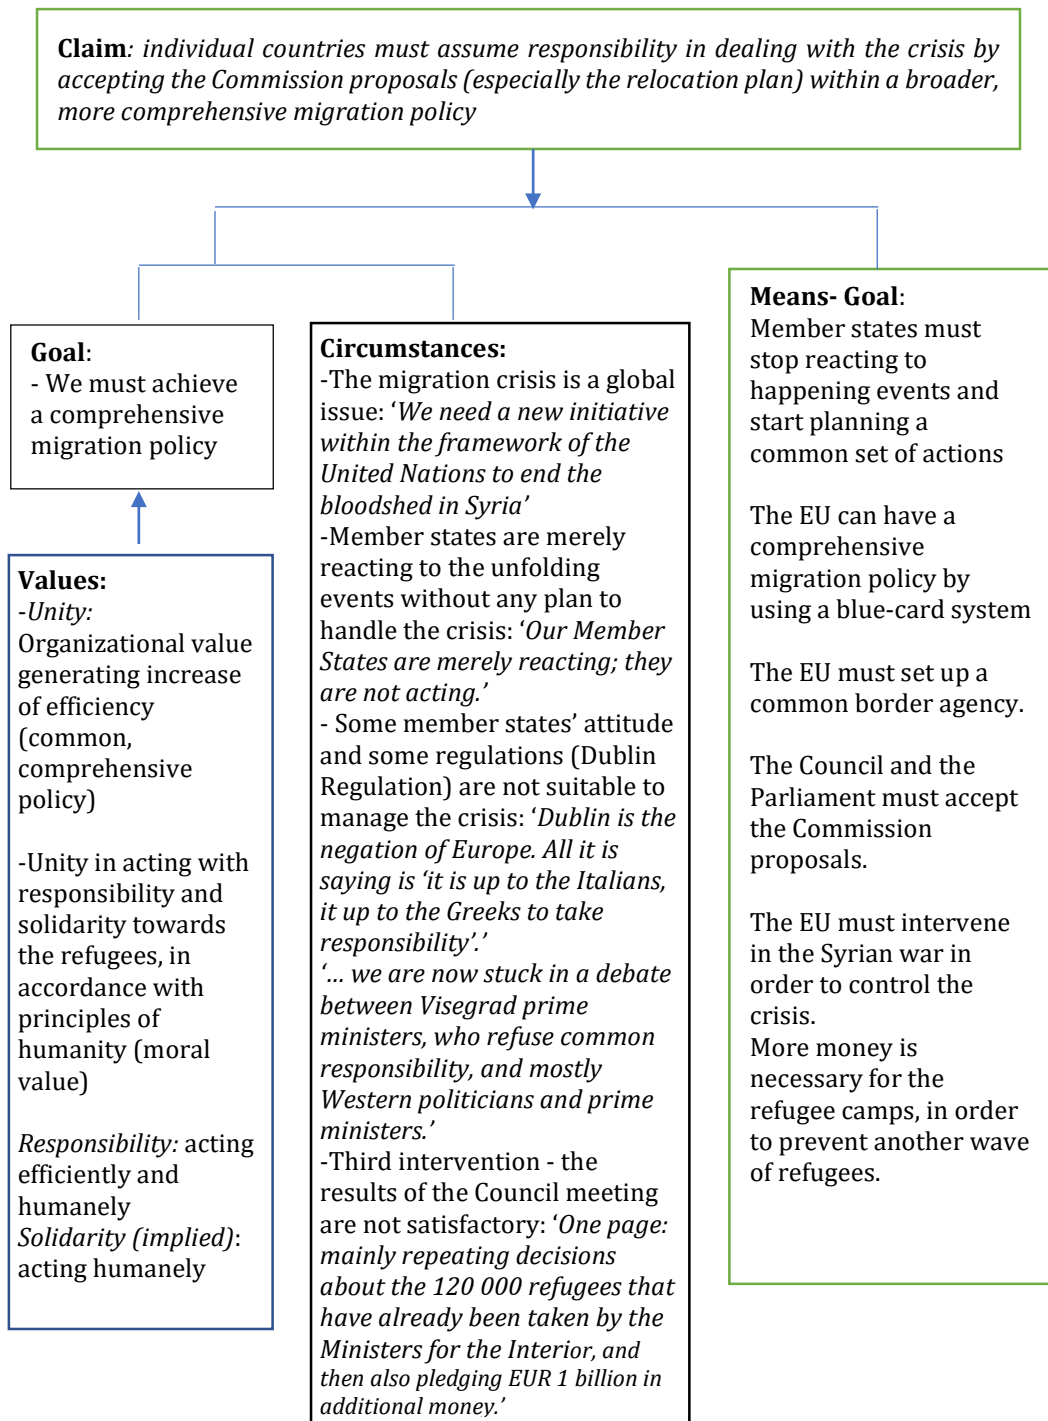 Claim: individual countries must assume responsibility in dealing with the crisis by
accepting the Commission proposals (especially the relocation plan) within a broader,
more comprehensive migration policy
Goal:
- We must achieve
a comprehensive
migration policy
Values:
-Unity:
Organizational value
generating increase
of efficiency
(common,
comprehensive
policy)
-Unity in acting with
responsibility and
solidarity towards
the refugees, in
accordance with
principles of
humanity (moral
value)
Responsibility: acting
efficiently and
humanely
Solidarity (implied):
acting humanely
Circumstances:
-The migration crisis is a global
issue: ‘We need a new initiative
within the framework of the
United Nations to end the
bloodshed in Syria’
-Member states are merely
reacting to the unfolding
events without any plan to
handle the crisis: ‘Our Member
States are merely reacting; they
are not acting.’
- Some member states’ attitude
and some regulations (Dublin
Regulation) are not suitable to
manage the crisis: ‘Dublin is the
negation of Europe. All it is
saying is ‘it is up to the Italians,
it up to the Greeks to take
responsibility’.’
‘… we are now stuck in a debate
between Visegrad prime
ministers, who refuse common
responsibility, and mostly
Western politicians and prime
ministers.’
-Third intervention - the
results of the Council meeting
are not satisfactory: ‘One page:
mainly repeating decisions
about the 120 000 refugees that
have already been taken by the
Ministers for the Interior, and
then also pledging EUR 1 billion in
additional money.’
Means- Goal:
Member states must
stop reacting to
happening events and
start planning a
common set of actions
The EU can have a
comprehensive
migration policy by
using a blue-card system
The EU must set up a
common border agency.
The Council and the
Parliament must accept
the Commission
proposals.
The EU must intervene
in the Syrian war in
order to control the
crisis.
More money is
necessary for the
refugee camps, in order
to prevent another wave
of refugees.